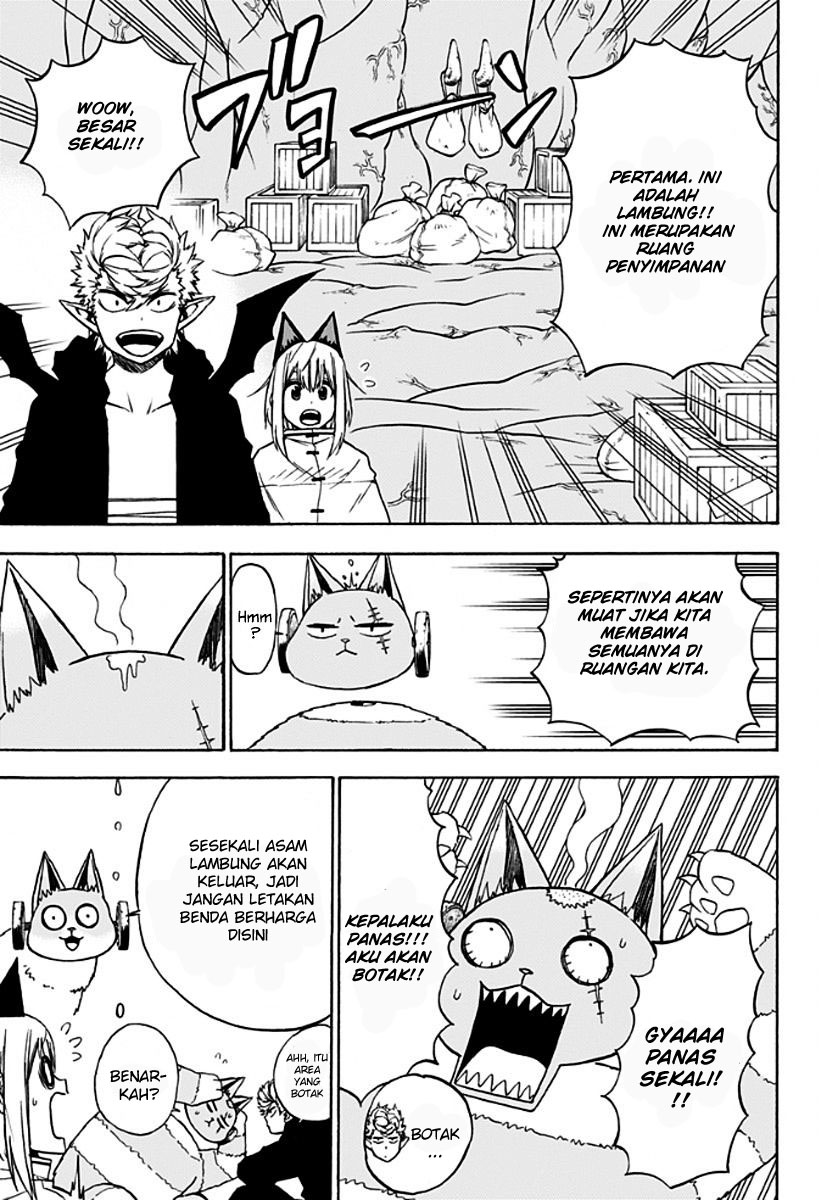 PERTAMA. INI
ADALAH
LAMBUNG!!
INI MERUPAKAN
RUANG
PENYIMPANAN
ブヨーン
WOOW,
BESAR
SEKALI!!
SEPERTINYA AKAN
MUAT JIKA KITA
MEMBAWA
SEMUANYA DI
RUANGAN KITA.
Hmm
?
GYAAAA
PANAS
SEKALI!
!!
KEPALAKU
PANAS!!!
AKU AKAN
BOTAK!!
BOTAK
...
SESEKALI ASAM
LAMBUNG AKAN
KELUAR, JADI
JANGAN LETAKAN
BENDA BERHARGA
DISINI
AHH, ITU
AREA
YANG
BOTAK
BENAR-
KAH?